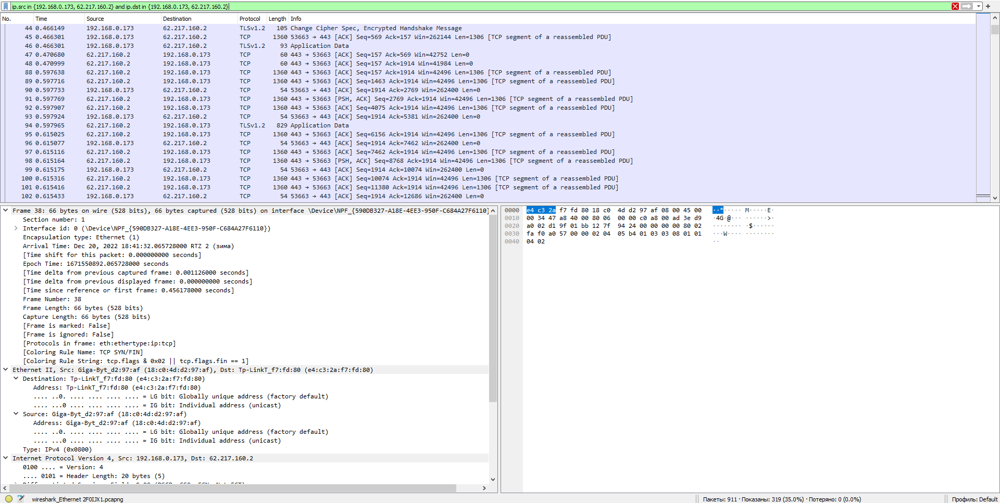 ip.src in {192.168.0.173, 62.217.160.2} and ip.dst in {192.168.0.173, 62.217.160.2}
No. Time Source Destination Protocol Length Info
44 0.466149 192.168.0.173 62.217.160.2 TLSv1.2 105 Change Cipher Spec, Encrypted Handshake Message
45 0.466301 192.168.0.173 62.217.160.2 TCP 1360 53663 → 443 [ACK] Seq=569 Ack=157 Win=262144 Len=1306 [TCP segment of a reassembled PDU]
46 0.466301 192.168.0.173 62.217.160.2 TLSv1.2 93 Application Data
47 0.470680 62.217.160.2 192.168.0.173 TCP 60 443 → 53663 [ACK] Seq=157 Ack=569 Win=42752 Len=0
48 0.470999 62.217.160.2 192.168.0.173 TCP 60 443 → 53663 [ACK] Seq=157 Ack=1914 Win=41984 Len=0
88 0.597638 62.217.160.2 192.168.0.173 TCP 1360 443 → 53663 [ACK] Seq=157 Ack=1914 Win=42496 Len=1306 [TCP segment of a reassembled PDU]
89 0.597716 62.217.160.2 192.168.0.173 TCP 1360 443 → 53663 [ACK] Seq=1463 Ack=1914 Win=42496 Len=1306 [TCP segment of a reassembled PDU]
90 0.597733 192.168.0.173 62.217.160.2 TCP 54 53663 → 443 [ACK] Seq=1914 Ack=2769 Win=262400 Len=0
91 0.597769 62.217.160.2 192.168.0.173 TCP 1360 443 → 53663 [PSH, ACK] Seq=2769 Ack=1914 Win=42496 Len=1306 [TCP segment of a reassembled PDU]
92 0.597907 62.217.160.2 192.168.0.173 TCP 1360 443 → 53663 [ACK] Seq=4075 Ack=1914 Win=42496 Len=1306 [TCP segment of a reassembled PDU]
93 0.597924 192.168.0.173 62.217.160.2 TCP 54 53663 → 443 [ACK] Seq=1914 Ack=5381 Win=262400 Len=0
94 0.597965 62.217.160.2 192.168.0.173 TLSv1.2 829 Application Data
95 0.615025 62.217.160.2 192.168.0.173 TCP 1360 443 → 53663 [ACK] Seq=6156 Ack=1914 Win=42496 Len=1306 [TCP segment of a reassembled PDU]
96 0.615077 192.168.0.173 62.217.160.2 TCP 54 53663 → 443 [ACK] Seq=1914 Ack=7462 Win=262400 Len=0
97 0.615116 62.217.160.2 192.168.0.173 TCP 1360 443 → 53663 [ACK] Seq=7462 Ack=1914 Win=42496 Len=1306 [TCP segment of a reassembled PDU]
98 0.615164 62.217.160.2 192.168.0.173 TCP 1360 443 → 53663 [PSH, ACK] Seq=8768 Ack=1914 Win=42496 Len=1306 [TCP segment of a reassembled PDU]
99 0.615175 192.168.0.173 62.217.160.2 TCP 54 53663 → 443 [ACK] Seq=1914 Ack=10074 Win=262400 Len=0
100 0.615316 62.217.160.2 192.168.0.173 TCP 1360 443 → 53663 [ACK] Seq=10074 Ack=1914 Win=42496 Len=1306 [TCP segment of a reassembled PDU]
101 0.615416 62.217.160.2 192.168.0.173 TCP 1360 443 → 53663 [ACK] Seq=11380 Ack=1914 Win=42496 Len=1306 [TCP segment of a reassembled PDU]
102 0.615433 192.168.0.173 62.217.160.2 TCP 54 53663 → 443 [ACK] Seq=1914 Ack=12686 Win=262400 Len=0
Frame 38: 66 bytes on wire (528 bits), 66 bytes captured (528 bits) on interface \Device\NPF_{590DB327-A18E-4EE3-950F-C684A27F6110}
Section number: 1
Interface id: 0 (\Device\NPF_{590DB327-A18E-4EE3-950F-C684A27F6110})
Encapsulation type: Ethernet (1)
Arrival Time: Dec 20, 2022 18:41:32.065728000 RTZ 2 (зима)
[Time shift for this packet: 0.000000000 seconds]
Epoch Time: 1671550892.065728000 seconds
[Time delta from previous captured frame: 0.001126000 seconds]
[Time delta from previous displayed frame: 0.000000000 seconds]
[Time since reference or first frame: 0.456178000 seconds]
Frame Number: 38
Frame Length: 66 bytes (528 bits)
Capture Length: 66 bytes (528 bits)
[Frame is marked: False]
[Frame is ignored: False]
[Protocols in frame: eth:ethertype:ip:tcp]
[Coloring Rule Name: TCP SYN/FIN]
[Coloring Rule String: tcp.flags & 0x02 || tcp.flags.fin == 1]
Ethernet II, Src: Giga-Byt_d2:97:af (18:c0:4d:d2:97:af), Dst: Tp-LinkT_f7:fd:80 (e4:c3:2a:f7:fd:80)
Destination: Tp-LinkT_f7:fd:80 (e4:c3:2a:f7:fd:80)
Address: Tp-LinkT_f7:fd:80 (e4:c3:2a:f7:fd:80)
.... ..0. .... .... .... .... = LG bit: Globally unique address (factory default)
.... ...0 .... .... .... .... = IG bit: Individual address (unicast)
Source: Giga-Byt_d2:97:af (18:c0:4d:d2:97:af)
Address: Giga-Byt_d2:97:af (18:c0:4d:d2:97:af)
.... ..0. .... .... .... .... = LG bit: Globally unique address (factory default)
.... ...0 .... .... .... .... = IG bit: Individual address (unicast)
Type: IPv4 (0x0800)
Internet Protocol Version 4, Src: 192.168.0.173, Dst: 62.217.160.2
0100 .... = Version: 4
.... 0101 = Header Length: 20 bytes (5)
0000 e4 c3 2a f7 fd 80 18 c0 4d d2 97 af 08 00 45 00 ··*····· M·····E·
0010 00 34 47 a8 40 00 80 06 00 00 c0 a8 00 ad 3e d9 ·4G·@··· ······>·
0020 a0 02 d1 9f 01 bb 12 7f 94 24 00 00 00 00 80 02 ········ ·$······
0030 fa f0 a0 57 00 00 02 04 05 b4 01 03 03 08 01 01 ···W···· ········
0040 04 02 ··
wireshark_Ethernet 2F0IJX1.pcapng
Пакеты: 911 · Показаны: 319 (35.0%) · Потеряно: 0 (0.0%)
Профиль: Default